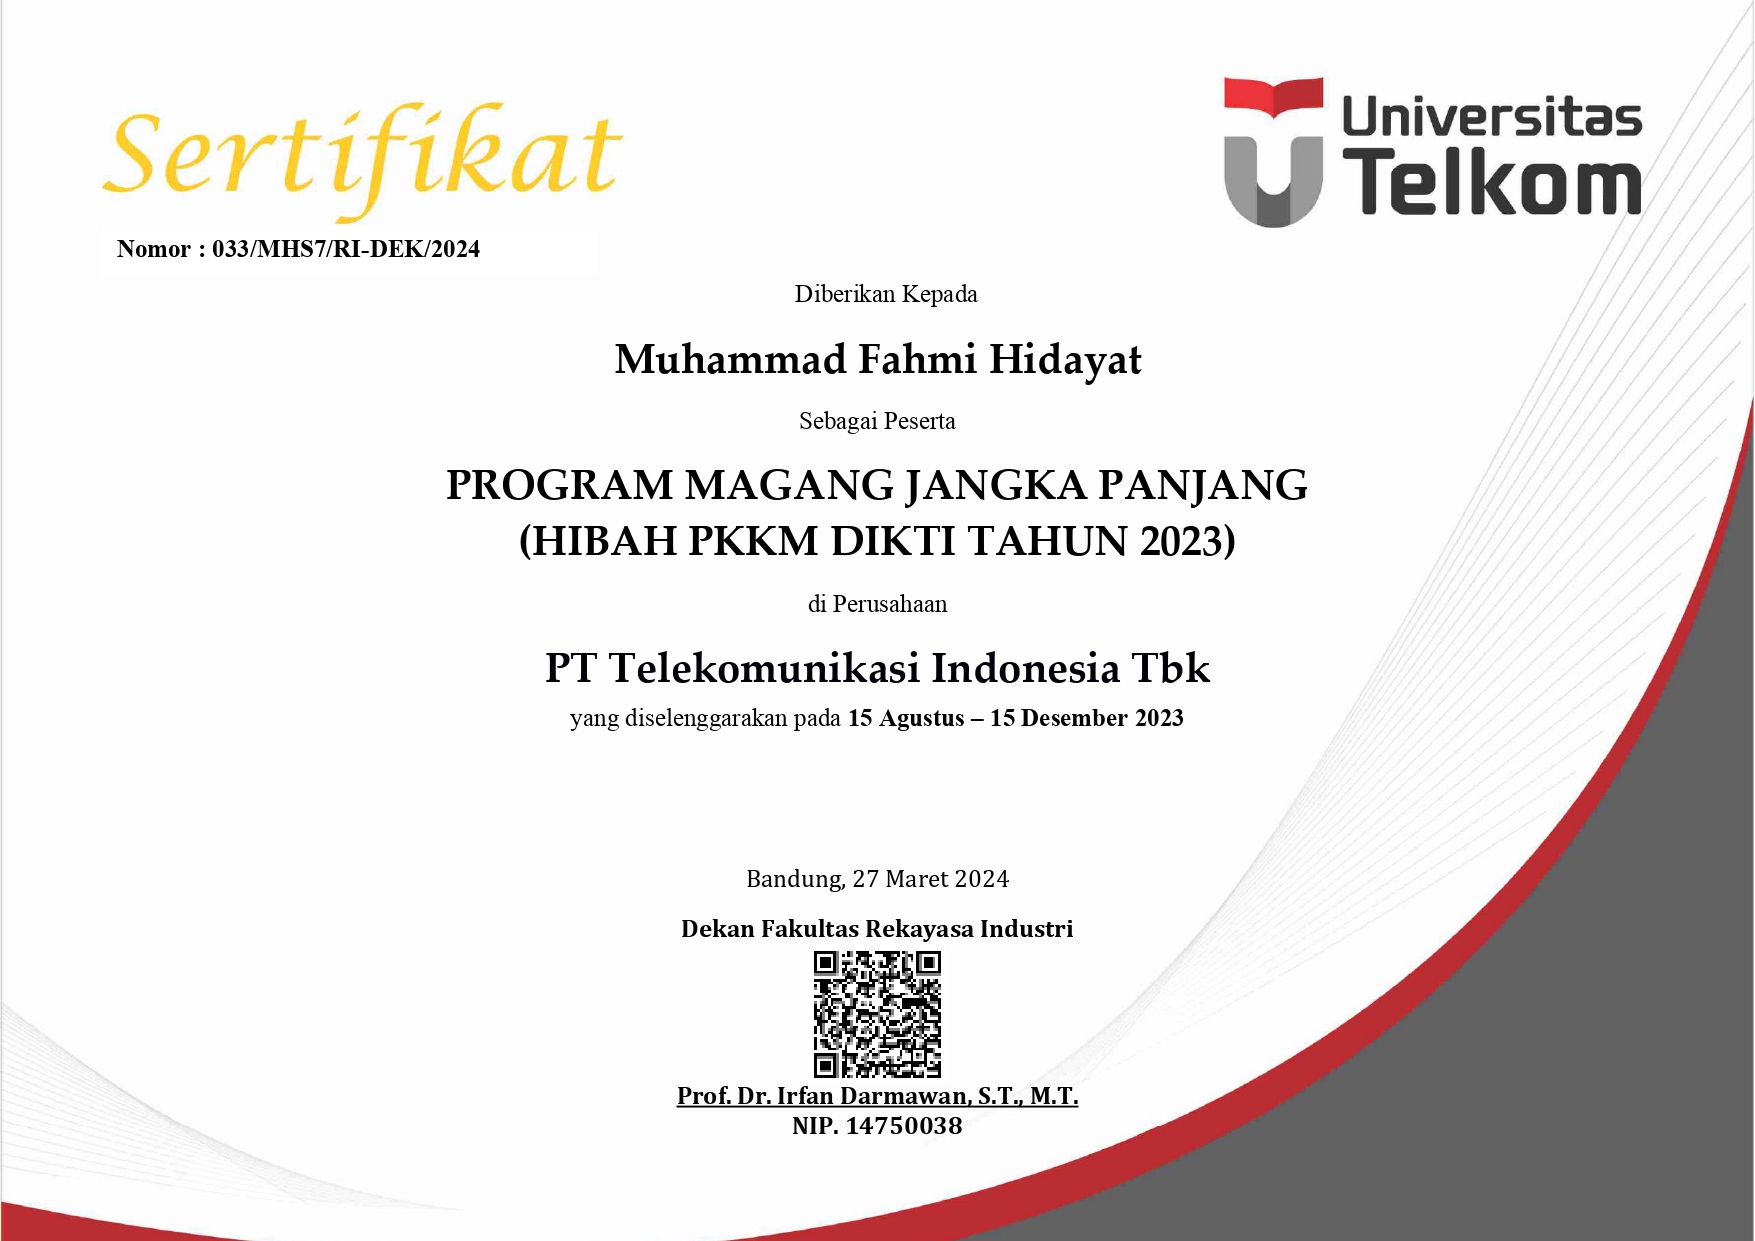 Sertifikat
Universitas
Telkom
Nomor : 033/MHS7/RI-DEK/2024
Diberikan Kepada
Muhammad Fahmi Hidayat
Sebagai Peserta
PROGRAM MAGANG JANGKA PANJANG
(HIBAH PKKM DIKTI TAHUN 2023)
di Perusahaan
PT Telekomunikasi Indonesia Tbk
yang diselenggarakan pada 15 Agustus – 15 Desember 2023
Bandung, 27 Maret 2024
Dekan Fakultas Rekayasa Industri
Prof. Dr. Irfan Darmawan, S.T., M.T.
NIP. 14750038